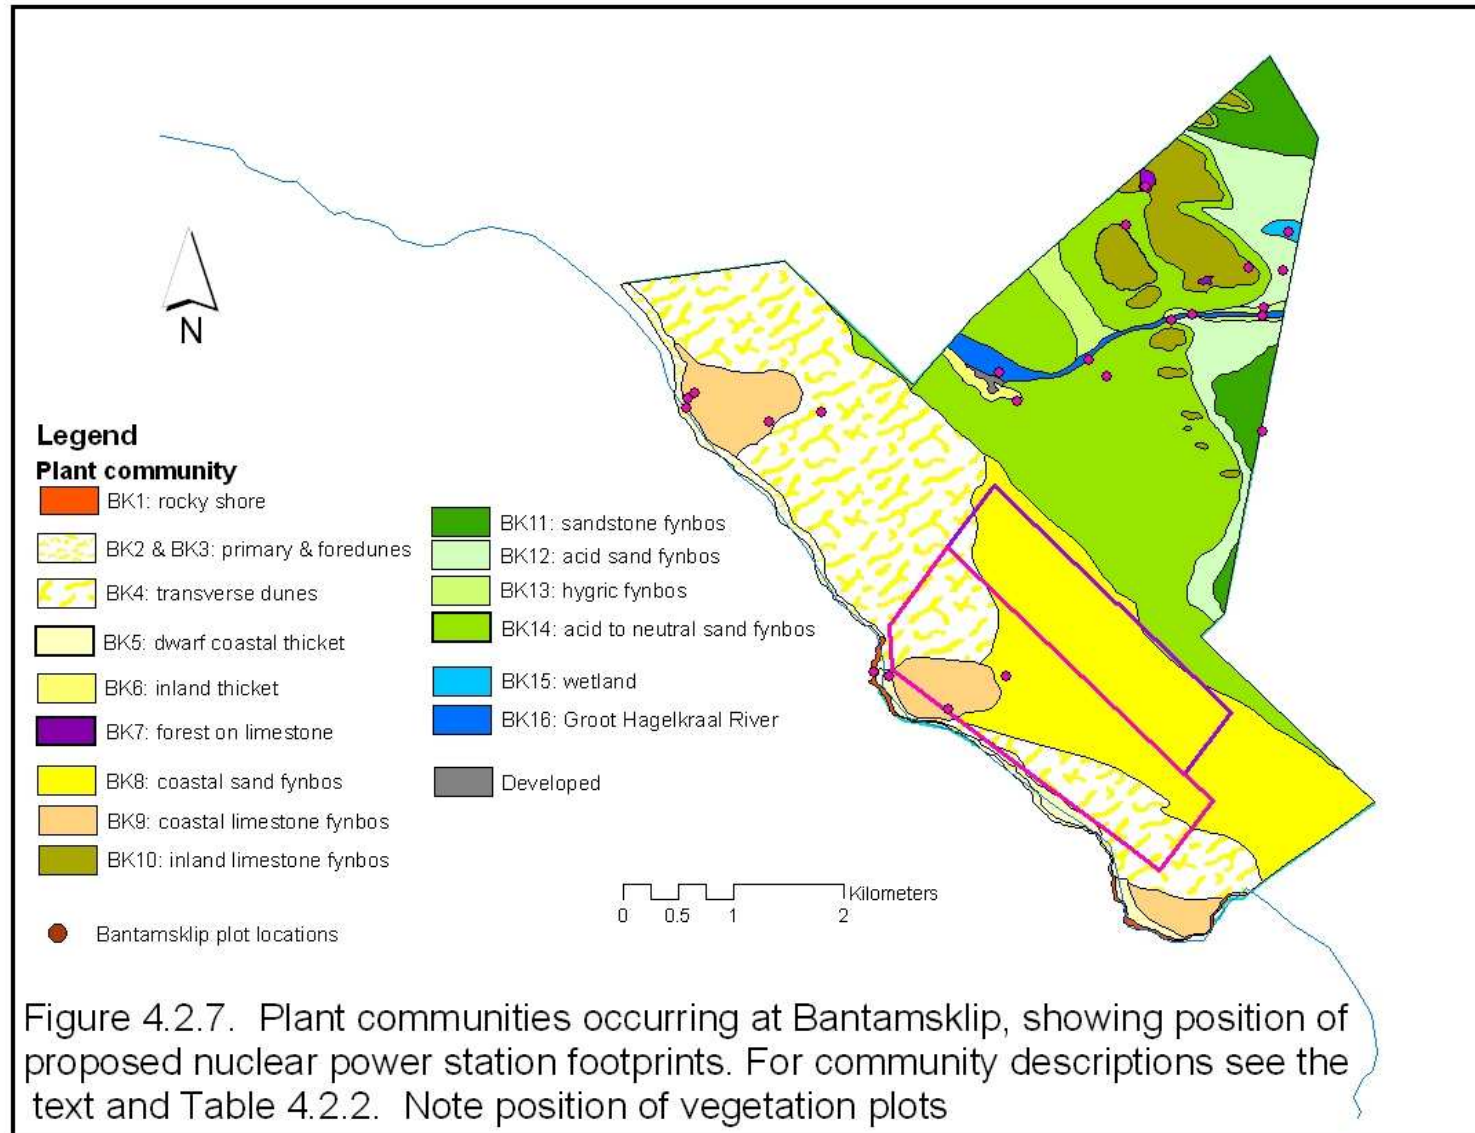 N
Legend
Plant community
BK1: rocky shore
BK2 & BK3: primary & foredunes
BK4: transverse dunes
BK5: dwarf coastal thicket
BK6: inland thicket
BK7: forest on limestone
BK8: coastal sand fynbos
BK9: coastal limestone fynbos
BK10: inland limestone fynbos
Bantamsklip plot locations
BK11: sandstone fynbos
BK12: acid sand fynbos
BK13: hygric fynbos
BK14: acid to neutral sand fynbos
BK15: wetland
BK16: Groot Hagelkraal River
Developed
Kilometers
0 0.5 1 2
Figure 4.2.7. Plant communities occurring at Bantamsklip, showing position of
proposed nuclear power station footprints. For community descriptions see the
text and Table 4.2.2. Note position of vegetation plots